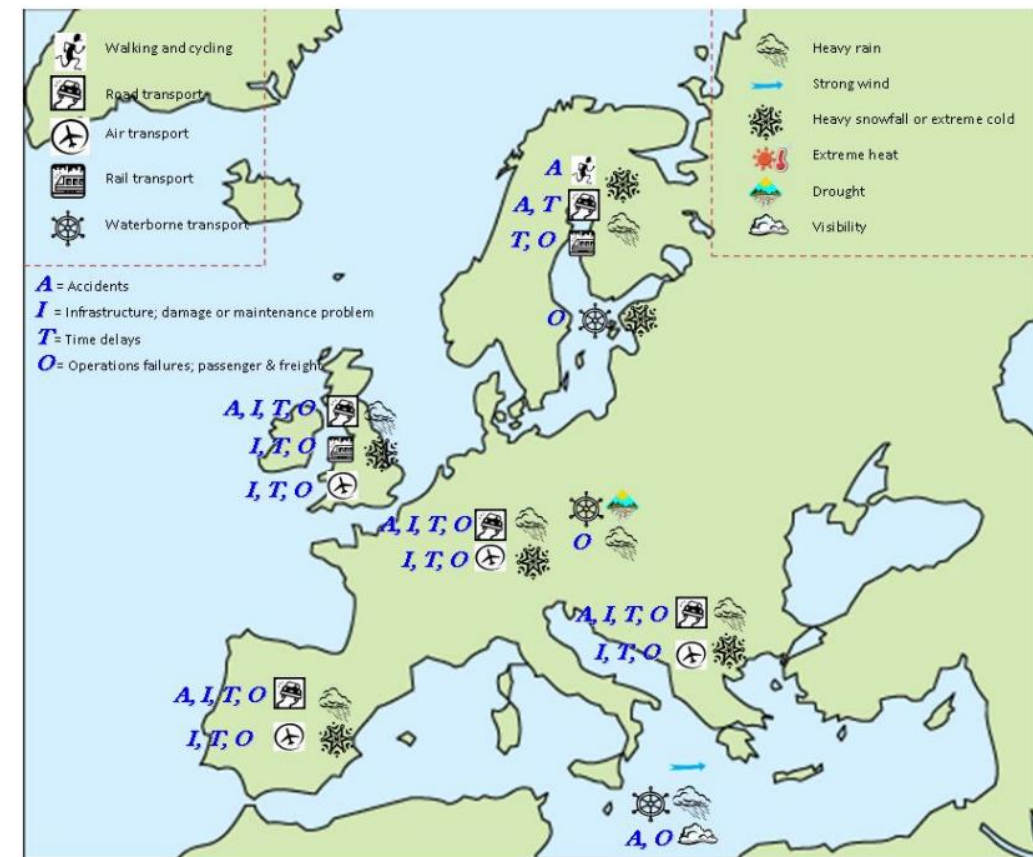 Walking and cycling
Road transport
Air transport
Rail transport
Waterborne transport
Heavy rain
Strong wind
Heavy snowfall or extreme cold
Extreme heat
Drought
Visibility
A = Accidents
I = Infrastructure; damage or maintenance problem
T = Time delays
O = Operations failures; passenger & freight
A
A, T
T, O
O
A, I, T, O
I, T, O
I, T, O
A, I, T, O
I, T, O
O
A, I, T, O
I, T, O
A, I, T, O
I, T, O
A, O